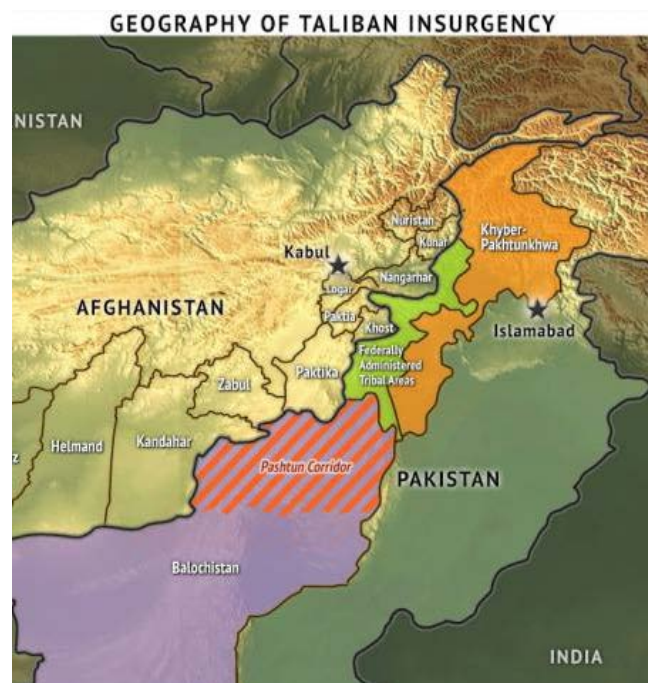 GEOGRAPHY OF TALIBAN INSURGENCY
NISTAN
Nuristan
Kunar
Khyber-
Pakhtunkhwa
Kabul
Nangarhar
Logar
AFGHANISTAN
Paktia
Khost
Islamabad
Federally
Administered
Tribal Areas
Paktika
Zabul
Helmand
Kandahar
z
Pashtun Corridor
PAKISTAN
Balochistan
INDIA